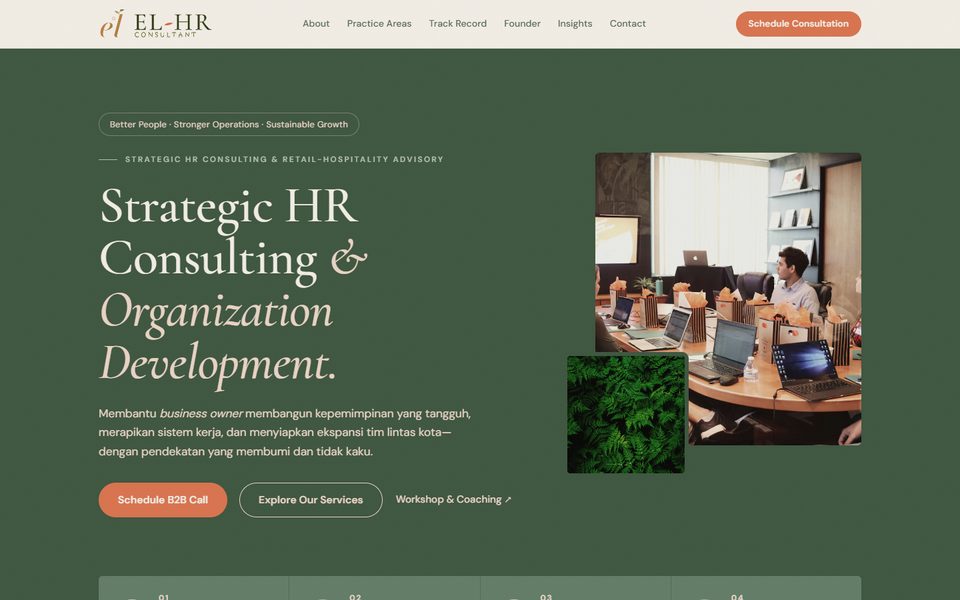 el EL-HR
CONSULTANT
About Practice Areas Track Record Founder Insights Contact
Schedule Consultation
Better People · Stronger Operations · Sustainable Growth
STRATEGIC HR CONSULTING & RETAIL-HOSPITALITY ADVISORY
Strategic HR
Consulting &
Organization
Development.
Membantu business owner membangun kepemimpinan yang tangguh,
merapikan sistem kerja, dan menyiapkan ekspansi tim lintas kota—
dengan pendekatan yang membumi dan tidak kaku.
Schedule B2B Call
Explore Our Services
Workshop & Coaching ↗
01 02 03 04